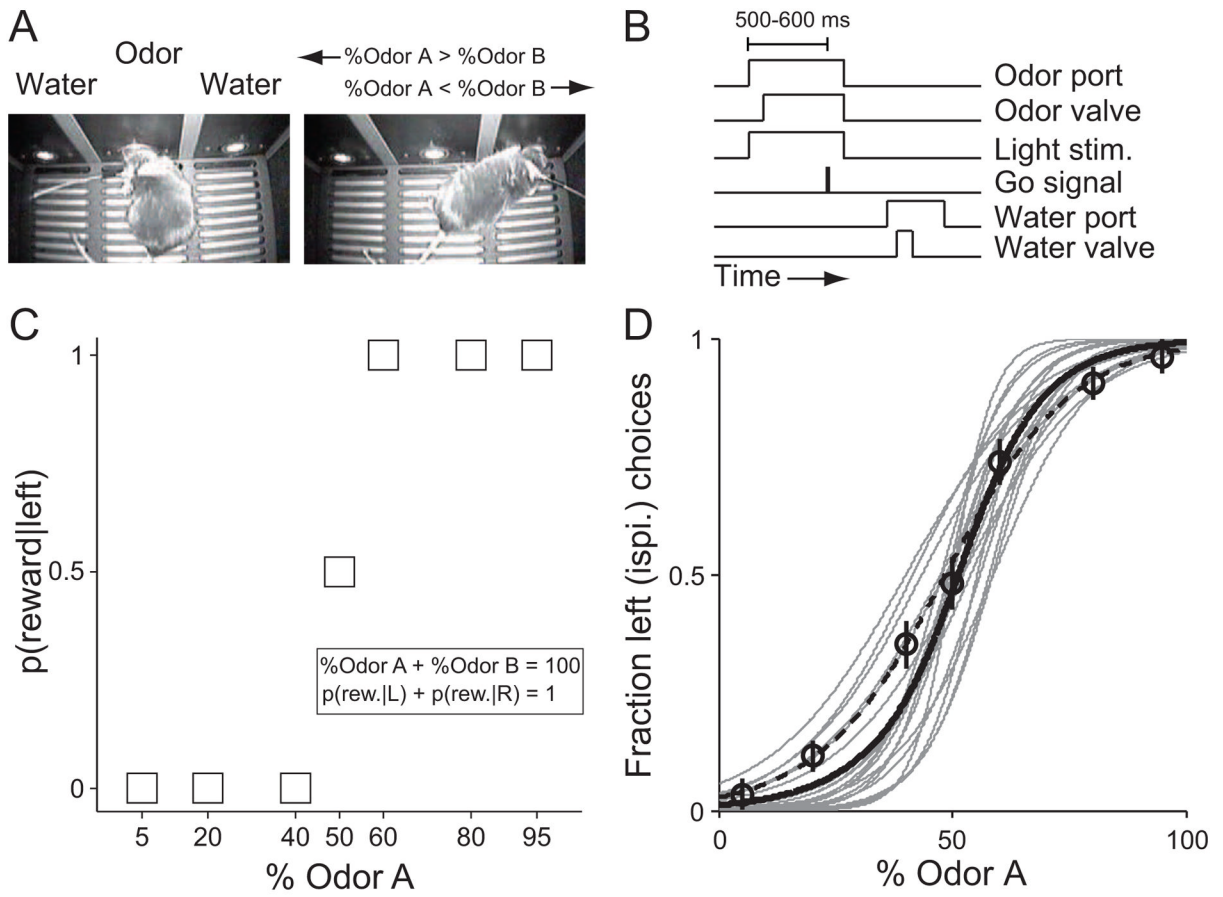 A
Odor
Water
Water
%Odor A > %Odor B
%Odor A < %Odor B
B
500-600 ms
Odor port
Odor valve
Light stim.
Go signal
Water port
Water valve
Time
C
p(reward|left)
1
0.5
0
%Odor A + %Odor B = 100
p(rew.|L) + p(rew.|R) = 1
5 20 40 50 60 80 95
% Odor A
D
Fraction left (ispi.) choices
1
0.5
0
0 50 100
% Odor A